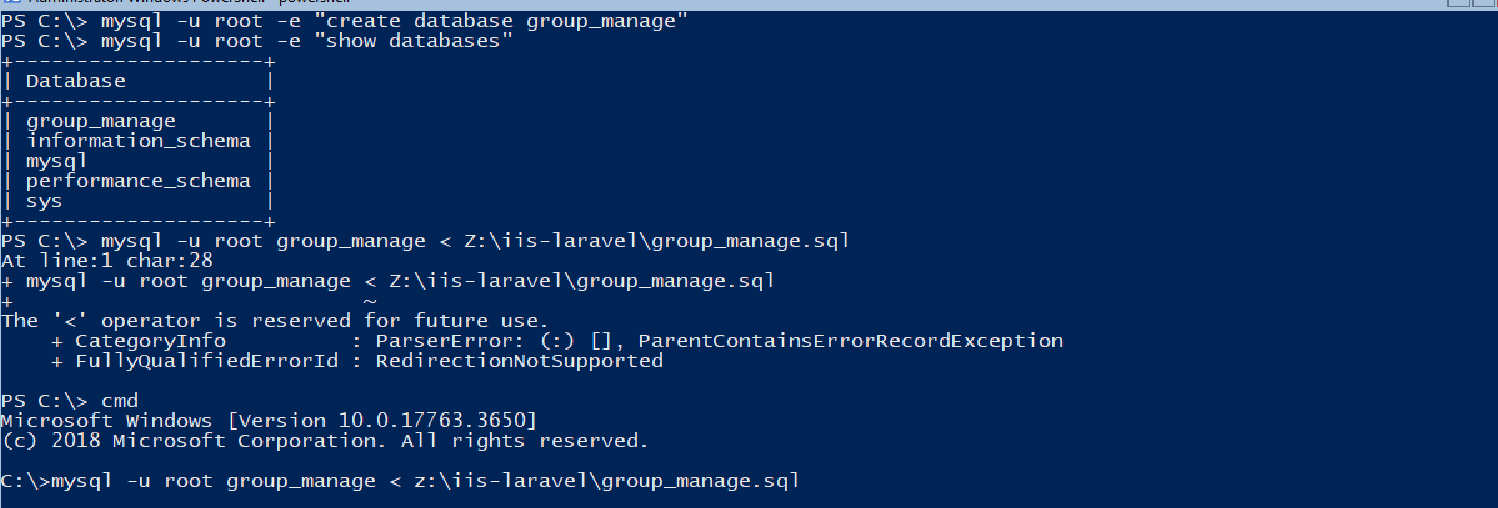 PS C:\> mysql -u root -e "create database group_manage"
PS C:\> mysql -u root -e "show databases"
+--------------------+
| Database           |
+--------------------+
| group_manage       |
| information_schema |
| mysql              |
| performance_schema |
| sys                |
+--------------------+
PS C:\> mysql -u root group_manage < Z:\iis-laravel\group_manage.sql
At line:1 char:28
+ mysql -u root group_manage < Z:\iis-laravel\group_manage.sql
+                            ~
The '<' operator is reserved for future use.
    + CategoryInfo          : ParserError: (:) [], ParentContainsErrorRecordException
    + FullyQualifiedErrorId : RedirectionNotSupported
PS C:\> cmd
Microsoft Windows [Version 10.0.17763.3650]
(c) 2018 Microsoft Corporation. All rights reserved.
C:\>mysql -u root group_manage < z:\iis-laravel\group_manage.sql